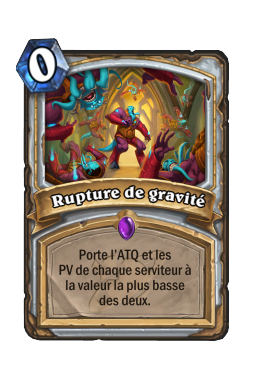 0
Rupture de gravité
Porte l'ATQ et les
PV de chaque serviteur à
la valeur la plus basse
des deux.